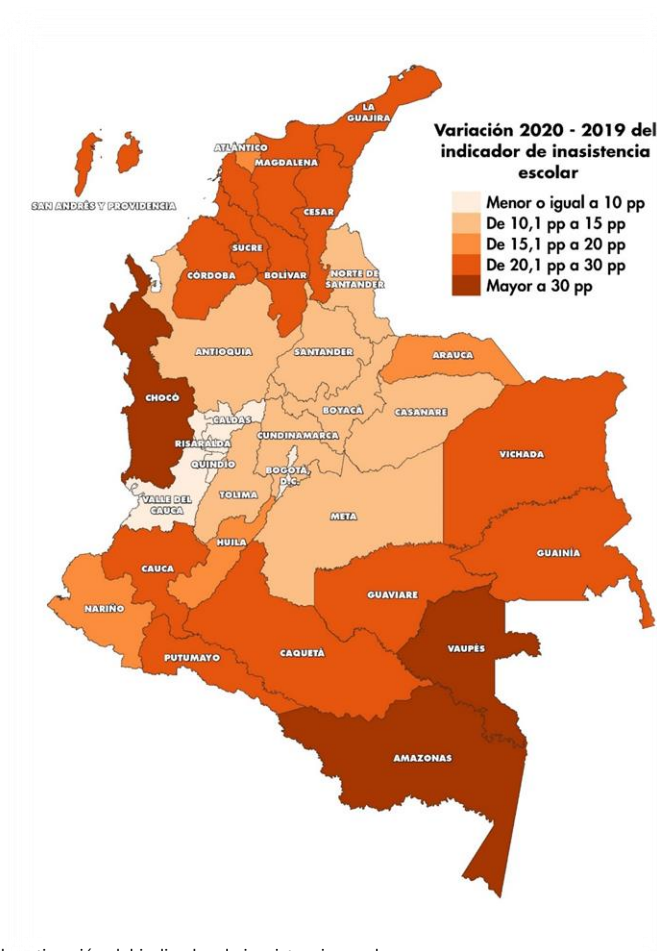 LA
GUAJIRA
Variación 2020 - 2019 del
indicador de inasistencia
escolar
Menor o igual a 10 pp
De 10,1 pp a 15 pp
De 15,1 pp a 20 pp
De 20,1 pp a 30 pp
Mayor a 30 pp
ATLÁNTICO
MAGDALENA
SAN ANDRÉS Y PROVIDENCIA
CESAR
SUCRE
CÓRDOBA
BOLÍVAR
NORTE DE
SANTANDER
ANTIOQUIA
SANTANDER
ARAUCA
CHOCÓ
BOYACÁ
CASANARE
CALDAS
CUNDINAMARCA
RISARALDA
VICHADA
QUINDIO
BOGOTÁ,
D.C.
TOLIMA
VALLE DEL
CAUCA
META
HUILA
GUAINÍA
CAUCA
GUAVIARE
NARIÑO
VAUPÉS
CAQUETÁ
PUTUMAYO
AMAZONAS